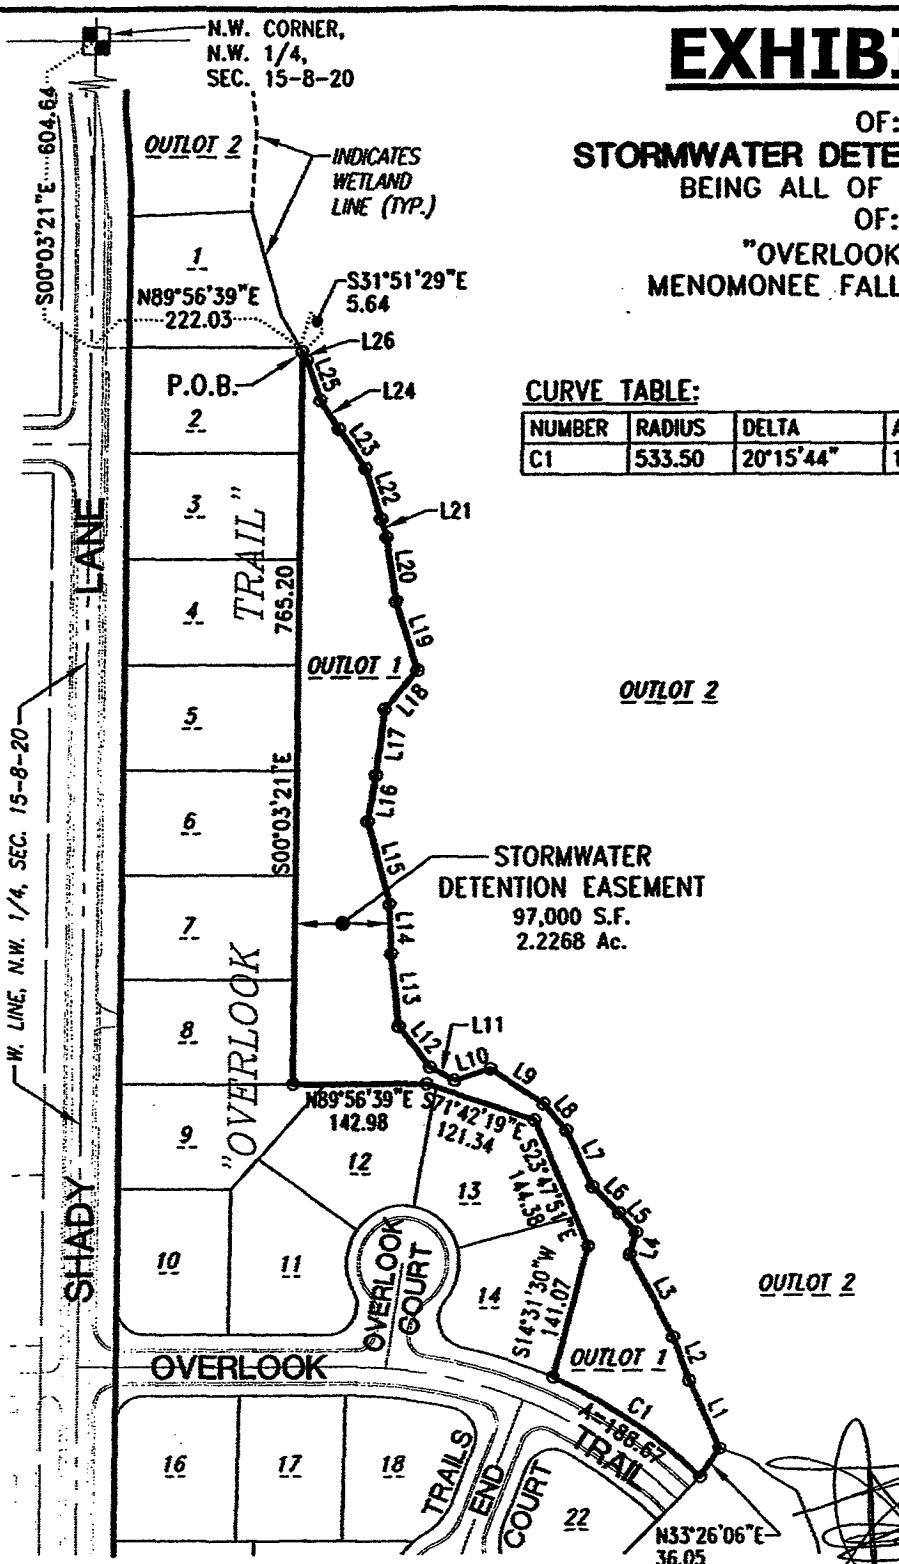 N.W. CORNER,
N.W. 1/4,
SEC. 15-8-20
EXHIBI
OF:
STORMWATER DETE
BEING ALL OF
OF:
"OVERLOOK
MENOMONEE FALL
S00°03'21"E 604.64
OUTLOT 2
INDICATES
WETLAND
LINE (TYP.)
1
N89°56'39"E
222.03
S31°51'29"E
5.64
L26
P.O.B.
L25
L24
CURVE TABLE:
NUMBER RADIUS DELTA A
C1 533.50 20°15'44" 1
2
L23
3
L22
L21
LANE
TRAIL"
L20
4
765.20
L19
OUTLOT 1
L18
OUTLOT 2
5
L17
W. LINE, N.W. 1/4, SEC. 15-8-20
S00°03'21"E
L16
6
L15
STORMWATER
DETENTION EASEMENT
97,000 S.F.
2.2268 Ac.
7
L14
"OVERLOOK
L13
8
L12
L11
L10
L9
N89°56'39"E
142.98
S71°42'19"E
121.34
L8
9
12
S23°47'51"E
144.38
L7
13
L6
L5
L4
SHADY
10
11
OVERLOOK
COURT
14
S14°31'30"W
141.07
L3
OUTLOT 2
OUTLOT 1
L2
OVERLOOK
C1
A=188.67
L1
TRAIL
16
17
18
TRAILS
END
COURT
22
N33°26'06"E
36.05